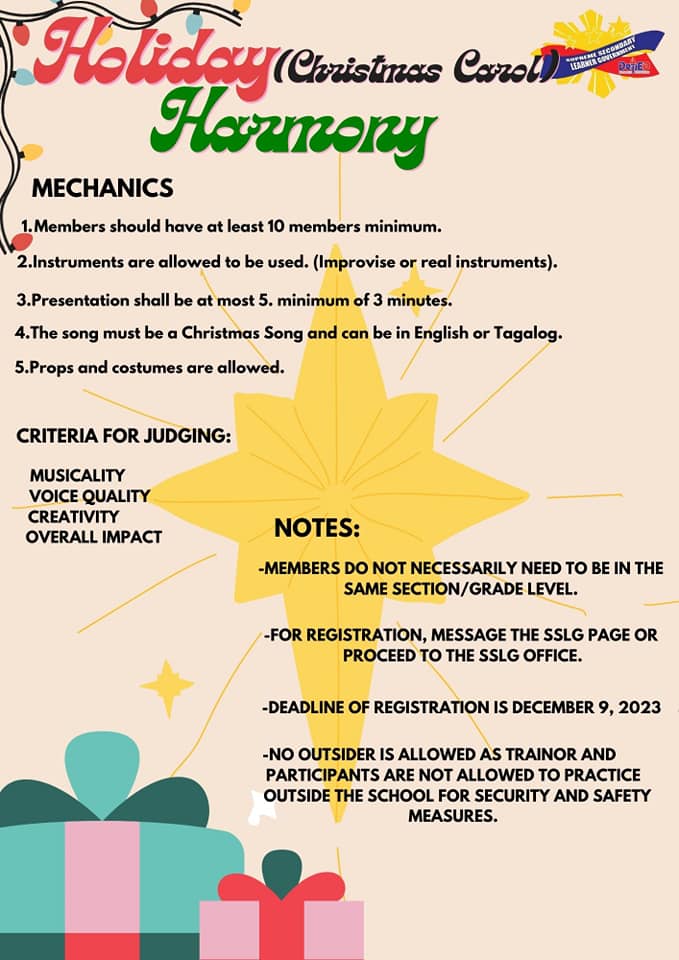 Holiday (Christmas Carol)
Harmony
SUPREME SECONDARY
LEARNER GOVERNMENT
DepED
MECHANICS
1.Members should have at least 10 members minimum.
2.Instruments are allowed to be used. (Improvise or real instruments).
3.Presentation shall be at most 5. minimum of 3 minutes.
4.The song must be a Christmas Song and can be in English or Tagalog.
5.Props and costumes are allowed.
CRITERIA FOR JUDGING:
MUSICALITY
VOICE QUALITY
CREATIVITY
OVERALL IMPACT
NOTES:
-MEMBERS DO NOT NECESSARILY NEED TO BE IN THE
SAME SECTION/GRADE LEVEL.
-FOR REGISTRATION, MESSAGE THE SSLG PAGE OR
PROCEED TO THE SSLG OFFICE.
-DEADLINE OF REGISTRATION IS DECEMBER 9, 2023
-NO OUTSIDER IS ALLOWED AS TRAINOR AND
PARTICIPANTS ARE NOT ALLOWED TO PRACTICE
OUTSIDE THE SCHOOL FOR SECURITY AND SAFETY
MEASURES.